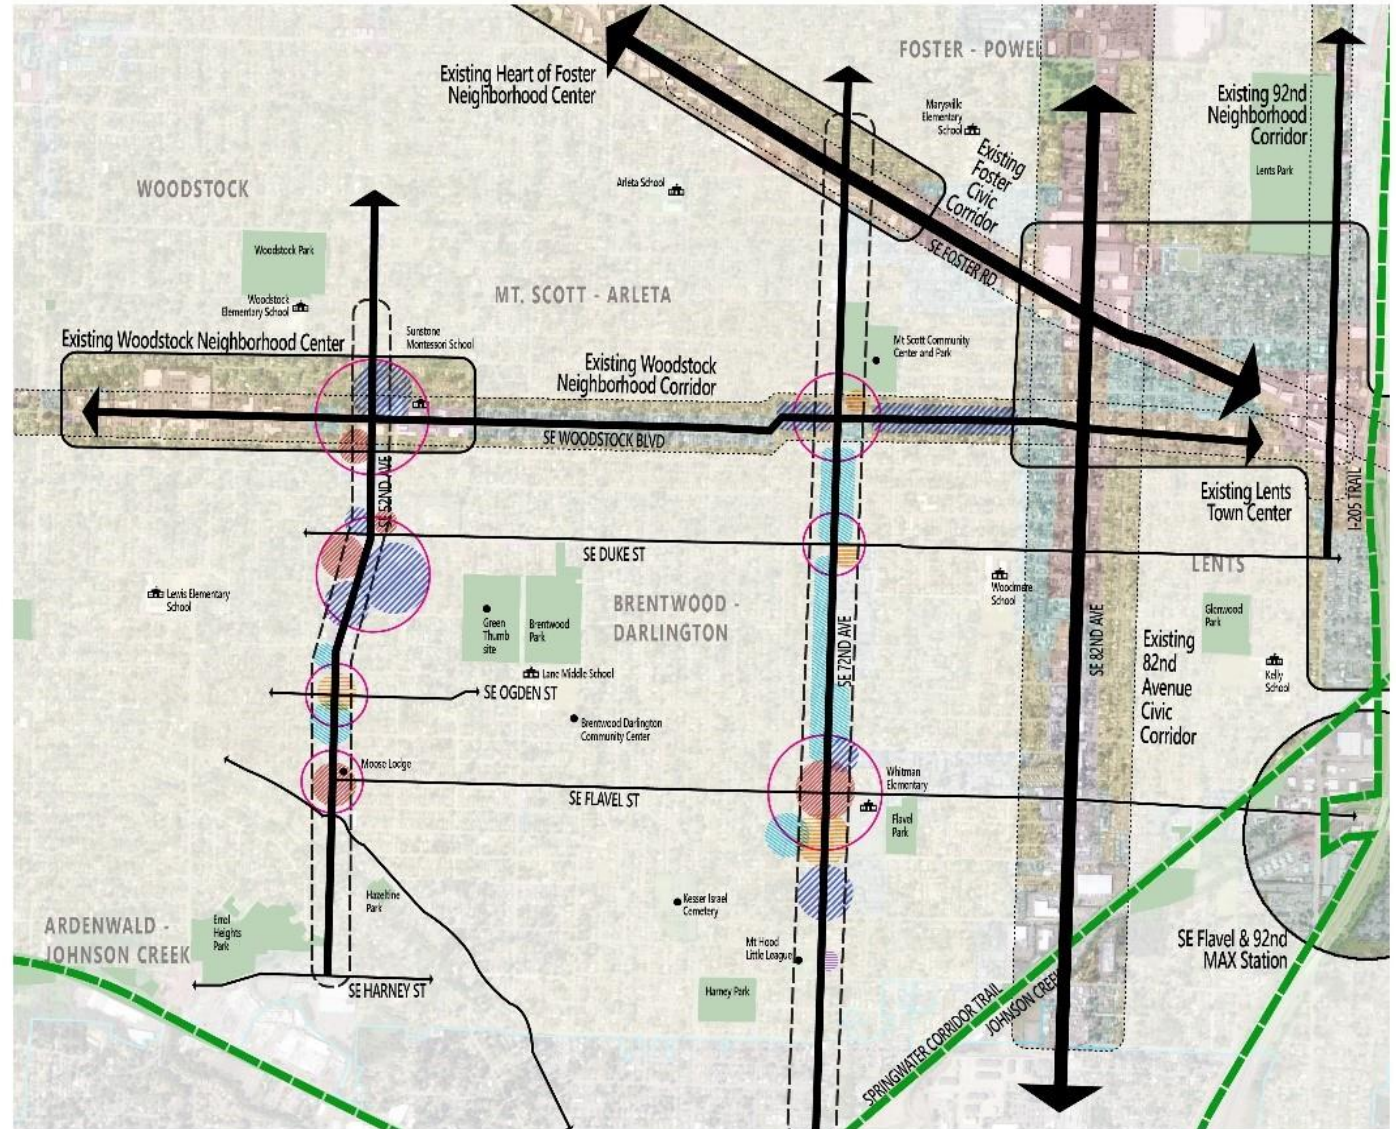 FOSTER - POWELL
Existing Heart of Foster
Neighborhood Center
Existing 92nd
Neighborhood
Corridor
Marysville
Elementary
School
Existing
Foster
Civic
Corridor
Lents Park
Arleta School
WOODSTOCK
Woodstock Park
SE FOSTER RD
Woodstock
Elementary School
MT. SCOTT - ARLETA
Sunstone
Montessori School
Existing Woodstock Neighborhood Center
Mt Scott Community
Center and Park
Existing Woodstock
Neighborhood Corridor
SE WOODSTOCK BLVD
SE 52ND AVE
Existing Lents
Town Center
I-205 TRAIL
SE DUKE ST
LENTS
Lewis Elementary
School
Green
Thumb
site
Brentwood
Park
BRENTWOOD -
DARLINGTON
Woodmere
School
Glenwood
Park
SE 72ND AVE
SE 82ND AVE
Existing
82nd
Avenue
Civic
Corridor
Kelly
School
Lane Middle School
SE OGDEN ST
Brentwood Darlington
Community Center
Moose Lodge
SE FLAVEL ST
Whitman
Elementary
Flavel
Park
Hazeltine
Park
Kesser Israel
Cemetery
Errol
Heights
Park
ARDENWALD -
JOHNSON CREEK
Mt Hood
Little League
SE Flavel & 92nd
MAX Station
SE HARNEY ST
Harney Park
SPRINGWATER CORRIDOR TRAIL
JOHNSON CREEK